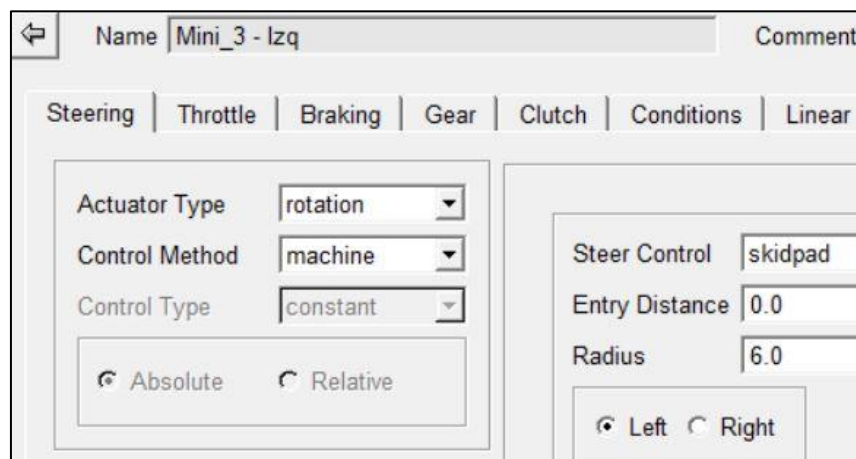 Name Mini_3 - Izq Comment
Steering Throttle Braking Gear Clutch Conditions Linear
Actuator Type rotation
Control Method machine
Control Type constant
Absolute Relative
Steer Control skidpad
Entry Distance 0.0
Radius 6.0
Left Right